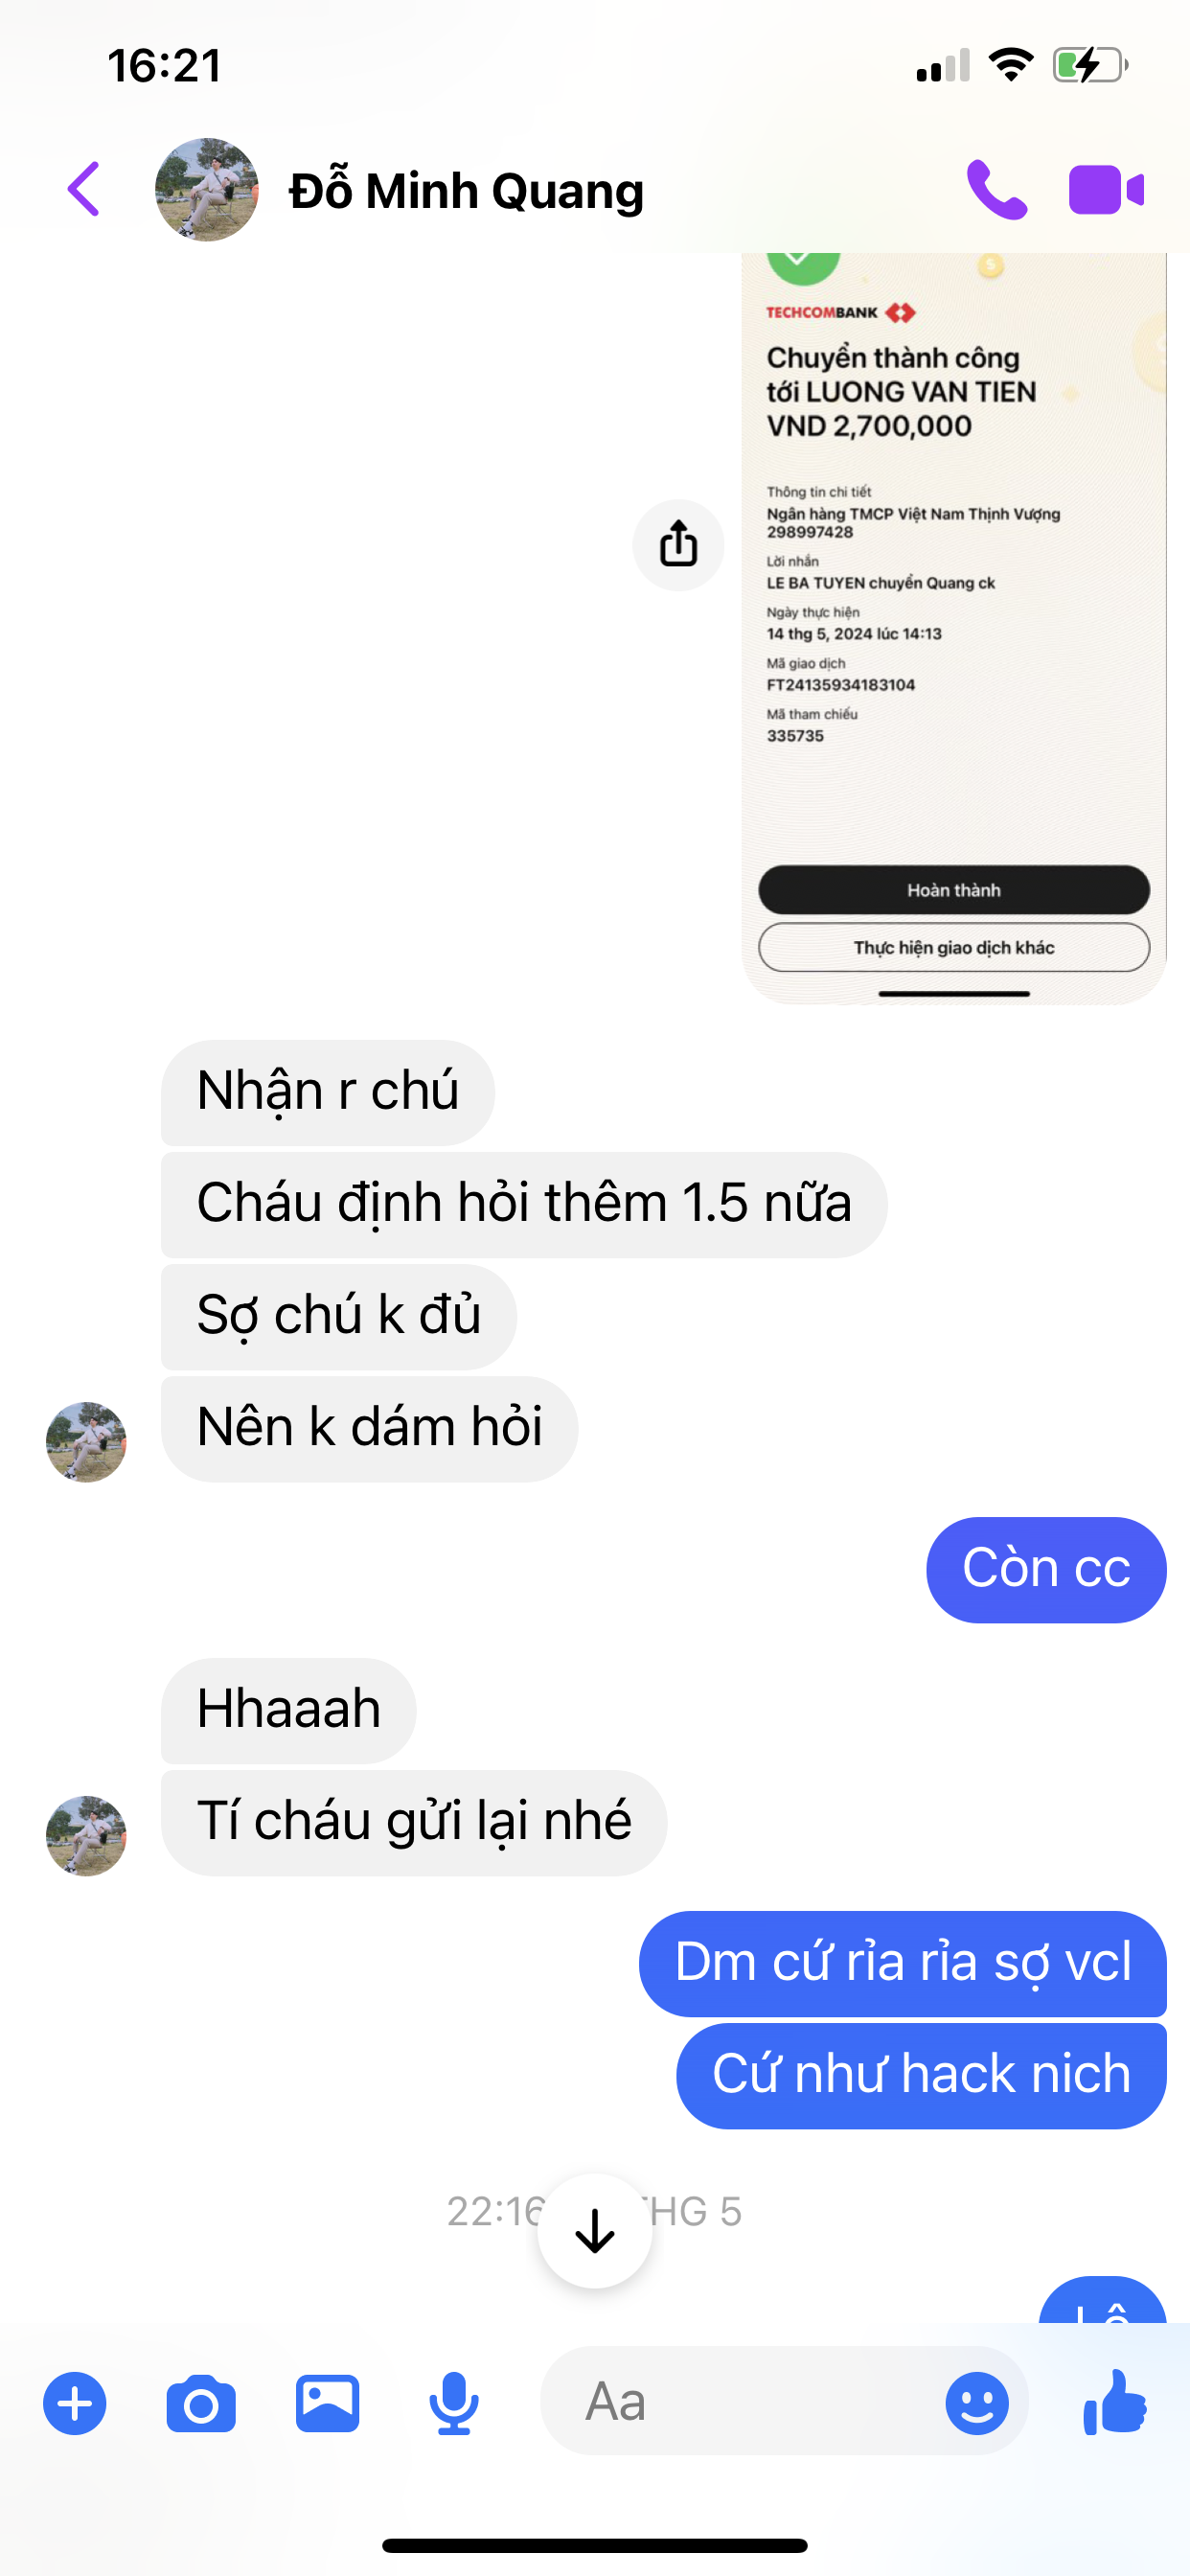 16:21
Đỗ Minh Quang
TECHCOMBANK
Chuyển thành công
tới LUONG VAN TIEN
VND 2,700,000
Thông tin chi tiết
Ngân hàng TMCP Việt Nam Thịnh Vượng
298997428
Lời nhắn
LE BA TUYEN chuyển Quang ck
Ngày thực hiện
14 thg 5, 2024 lúc 14:13
Mã giao dịch
FT24135934183104
Mã tham chiếu
335735
Hoàn thành
Thực hiện giao dịch khác
Nhận r chú
Cháu định hỏi thêm 1.5 nữa
Sợ chú k đủ
Nên k dám hỏi
Còn cc
Hhaaah
Tí cháu gửi lại nhé
Dm cứ rỉa rỉa sợ vcl
Cứ như hack nich
22:16 THG 5
Aa